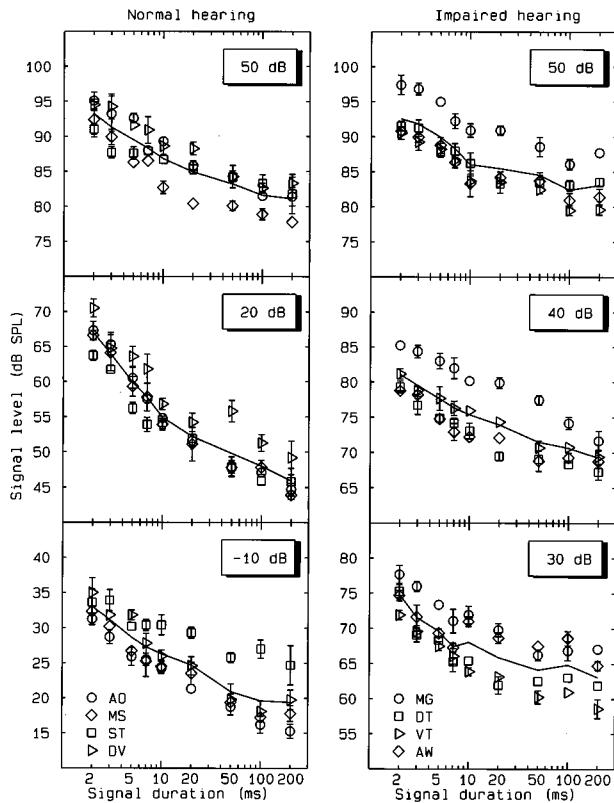 Normal hearing
Impaired hearing
50 dB
50 dB
100
95
90
85
80
75
100
95
90
85
80
75
20 dB
40 dB
Signal level (dB SPL)
70
65
60
55
50
45
90
85
80
75
70
65
-10 dB
30 dB
35
30
25
20
15
80
75
70
65
60
55
AO
MS
ST
DV
MG
DT
VT
AW
2 5 10 20 50 100 200
2 5 10 20 50 100 200
Signal duration (ms)
Signal duration (ms)